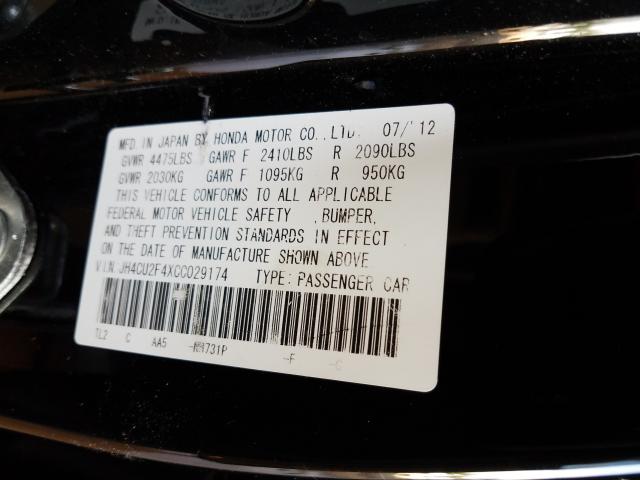 MFD. IN JAPAN BY HONDA MOTOR CO.,LTD. 07/'12
GVWR 4475LBS GAWR F 2410LBS R 2090LBS
GVWR 2030KG GAWR F 1095KG R 950KG
THIS VEHICLE CONFORMS TO ALL APPLICABLE
FEDERAL MOTOR VEHICLE SAFETY ,BUMPER,
AND THEFT PREVENTION STANDARDS IN EFFECT
ON THE DATE OF MANUFACTURE SHOWN ABOVE
V.I.N: JH4CU2F4XCC029174 TYPE: PASSENGER CAR
TL2 C AA5 -NH731P -F -C